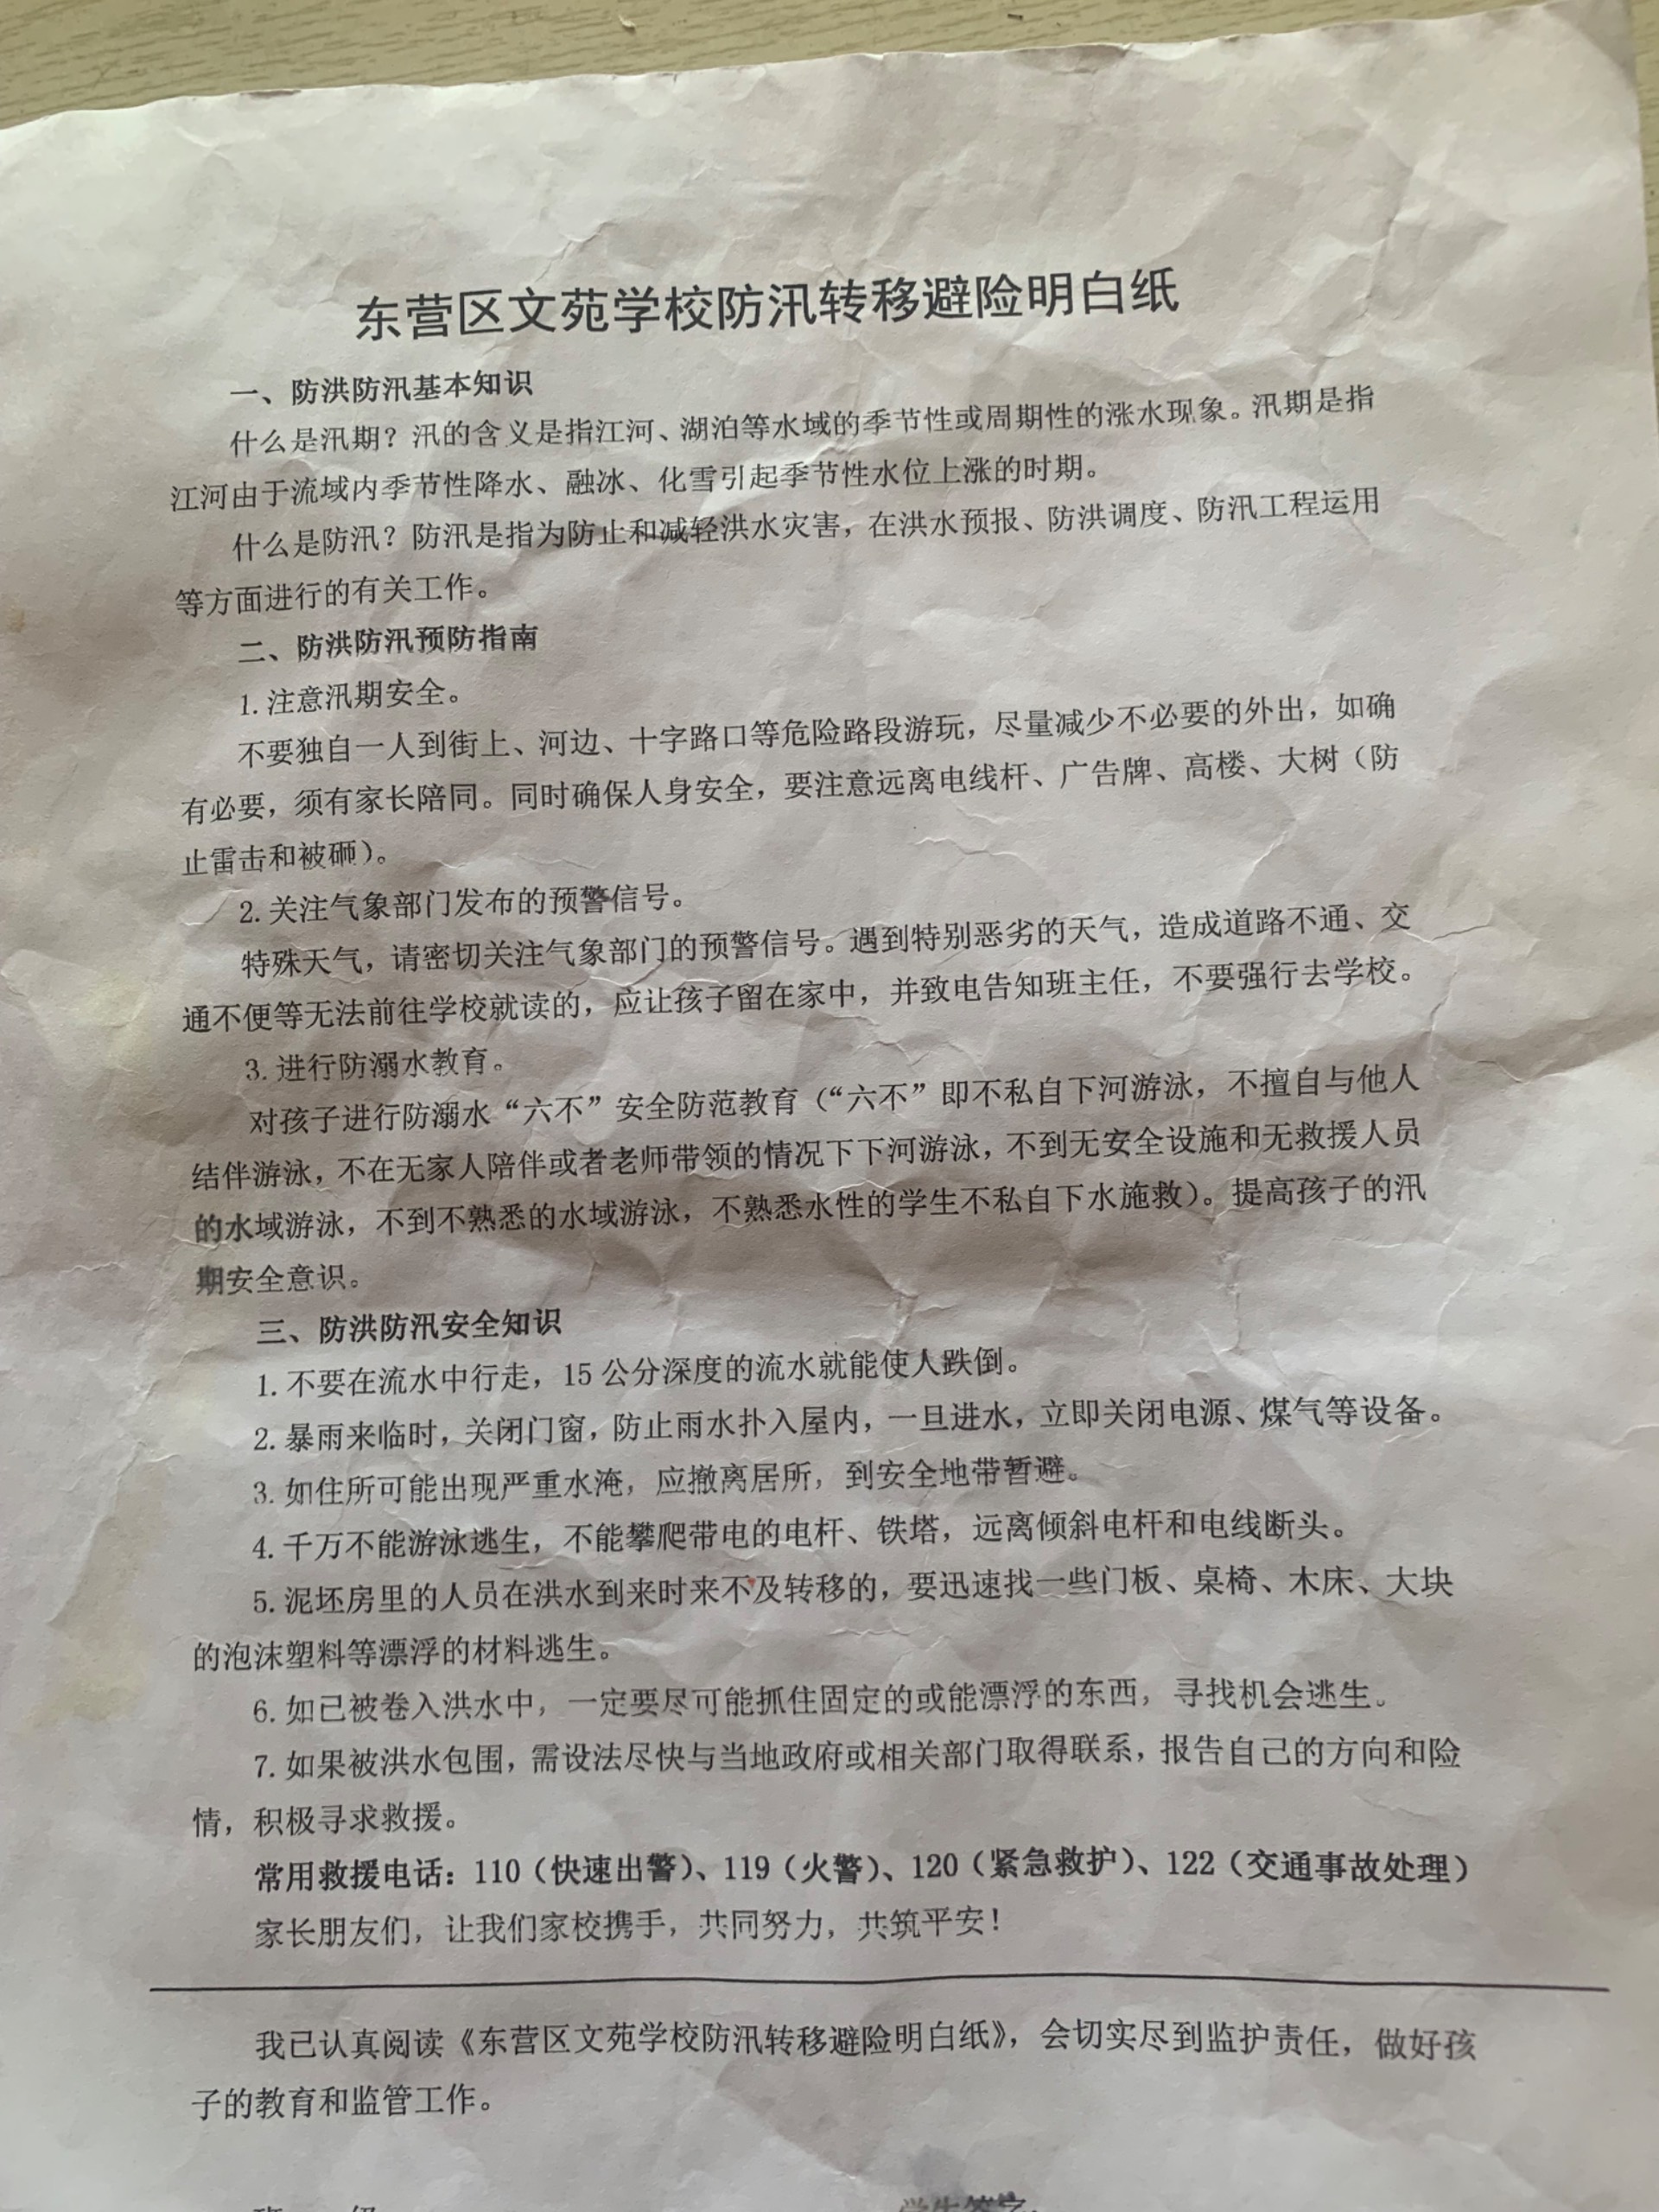 东营区文苑学校防汛转移避险明白纸
一、防洪防汛基本知识
什么是汛期？汛的含义是指江河、湖泊等水域的季节性或周期性的涨水现象。汛期是指
江河由于流域内季节性降水、融冰、化雪引起季节性水位上涨的时期。
什么是防汛？防汛是指为防止和减轻洪水灾害，在洪水预报、防洪调度、防汛工程运用
等方面进行的有关工作。
二、防洪防汛预防指南
1.注意汛期安全。
不要独自一人到街上、河边、十字路口等危险路段游玩，尽量减少不必要的外出，如确
有必要，须有家长陪同。同时确保人身安全，要注意远离电线杆、广告牌、高楼、大树（防
止雷击和被砸）。
2.关注气象部门发布的预警信号。
特殊天气，请密切关注气象部门的预警信号。遇到特别恶劣的天气，造成道路不通、交
通不便等无法前往学校就读的，应让孩子留在家中，并致电告知班主任，不要强行去学校。
3.进行防溺水教育。
对孩子进行防溺水“六不”安全防范教育（“六不”即不私自下河游泳，不擅自与他人
结伴游泳，不在无家人陪伴或者老师带领的情况下下河游泳，不到无安全设施和无救援人员
的水域游泳，不到不熟悉的水域游泳，不熟悉水性的学生不私自下水施救）。提高孩子的汛
期安全意识。
三、防洪防汛安全知识
1.不要在流水中行走，15公分深度的流水就能使人跌倒。
2.暴雨来临时，关闭门窗，防止雨水扑入屋内，一旦进水，立即关闭电源、煤气等设备。
3.如住所可能出现严重水淹，应撤离居所，到安全地带暂避。
4.千万不能游泳逃生，不能攀爬带电的电杆、铁塔，远离倾斜电杆和电线断头。
5.泥坯房里的人员在洪水到来时来不及转移的，要迅速找一些门板、桌椅、木床、大块
的泡沫塑料等漂浮的材料逃生。
6.如已被卷入洪水中，一定要尽可能抓住固定的或能漂浮的东西，寻找机会逃生。
7.如果被洪水包围，需设法尽快与当地政府或相关部门取得联系，报告自己的方向和险
情，积极寻求救援。
常用救援电话：110（快速出警）、119（火警）、120（紧急救护）、122（交通事故处理）
家长朋友们，让我们家校携手，共同努力，共筑平安！
我已认真阅读《东营区文苑学校防汛转移避险明白纸》，会切实尽到监护责任，做好孩
子的教育和监管工作。